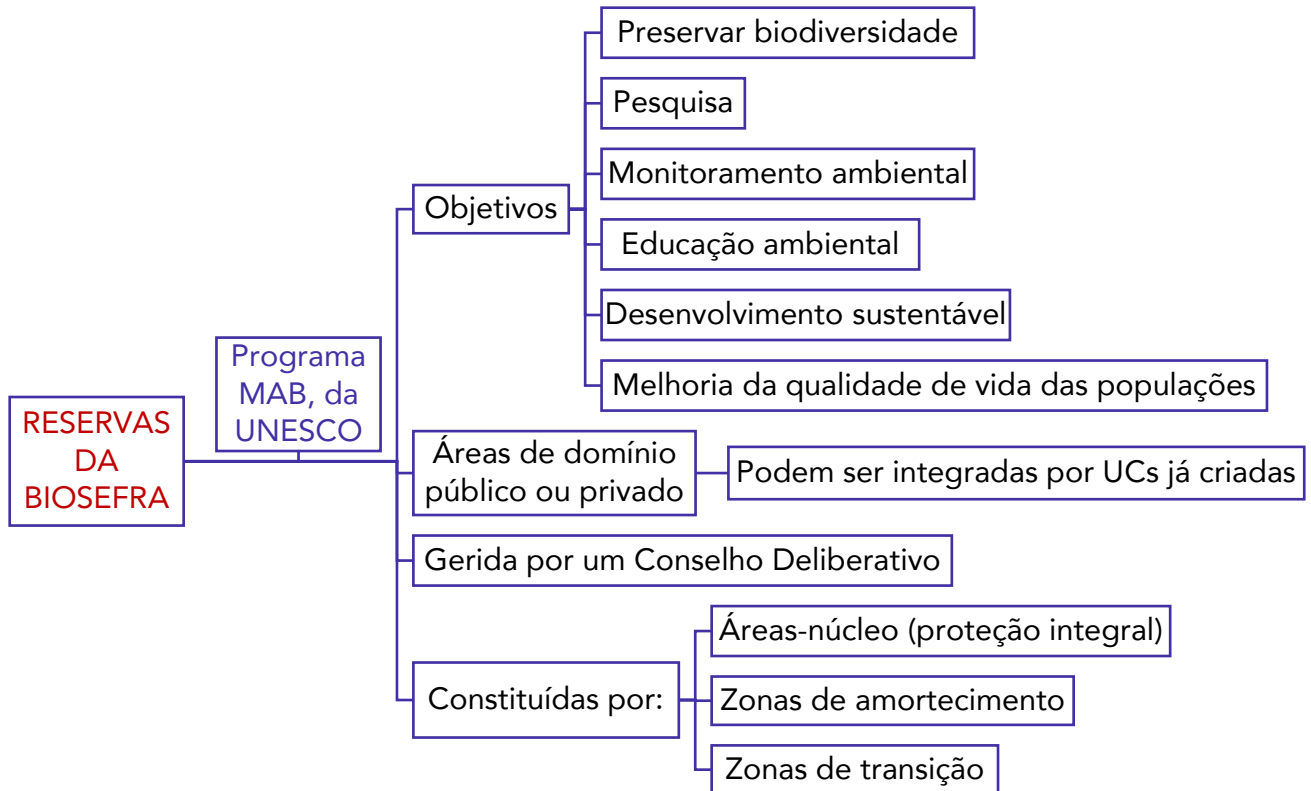 RESERVAS
DA
BIOSEFRA
Programa
MAB, da
UNESCO
Objetivos
Preservar biodiversidade
Pesquisa
Monitoramento ambiental
Educação ambiental
Desenvolvimento sustentável
Melhoria da qualidade de vida das populações
Áreas de domínio
público ou privado
Podem ser integradas por UCs já criadas
Gerida por um Conselho Deliberativo
Constituídas por:
Áreas-núcleo (proteção integral)
Zonas de amortecimento
Zonas de transição